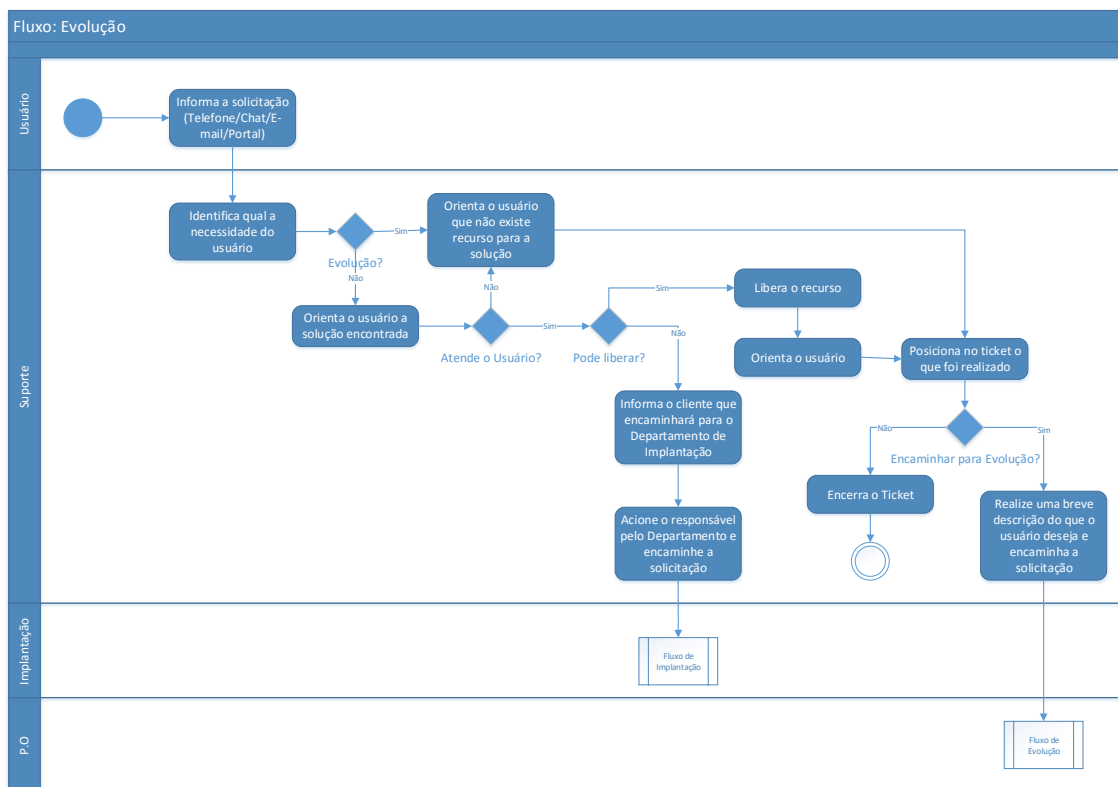 Fluxo: Evolução
Usuário
Informa a solicitação
(Telefone/Chat/E-
mail/Portal)
Suporte
Identifica qual a
necessidade do
usuário
Evolução?
Sim
Não
Orienta o usuário
que não existe
recurso para a
solução
Orienta o usuário a
solução encontrada
Atende o Usuário?
Não
Sim
Pode liberar?
Sim
Não
Libera o recurso
Orienta o usuário
Posiciona no ticket o
que foi realizado
Informa o cliente que
encaminhará para o
Departamento de
Implantação
Acione o responsável
pelo Departamento e
encaminhe a
solicitação
Encaminhar para Evolução?
Não
Sim
Encerra o Ticket
Realize uma breve
descrição do que o
usuário deseja e
encaminha a
solicitação
Implantação
Fluxo de
Implantação
P.O
Fluxo de
Evolução